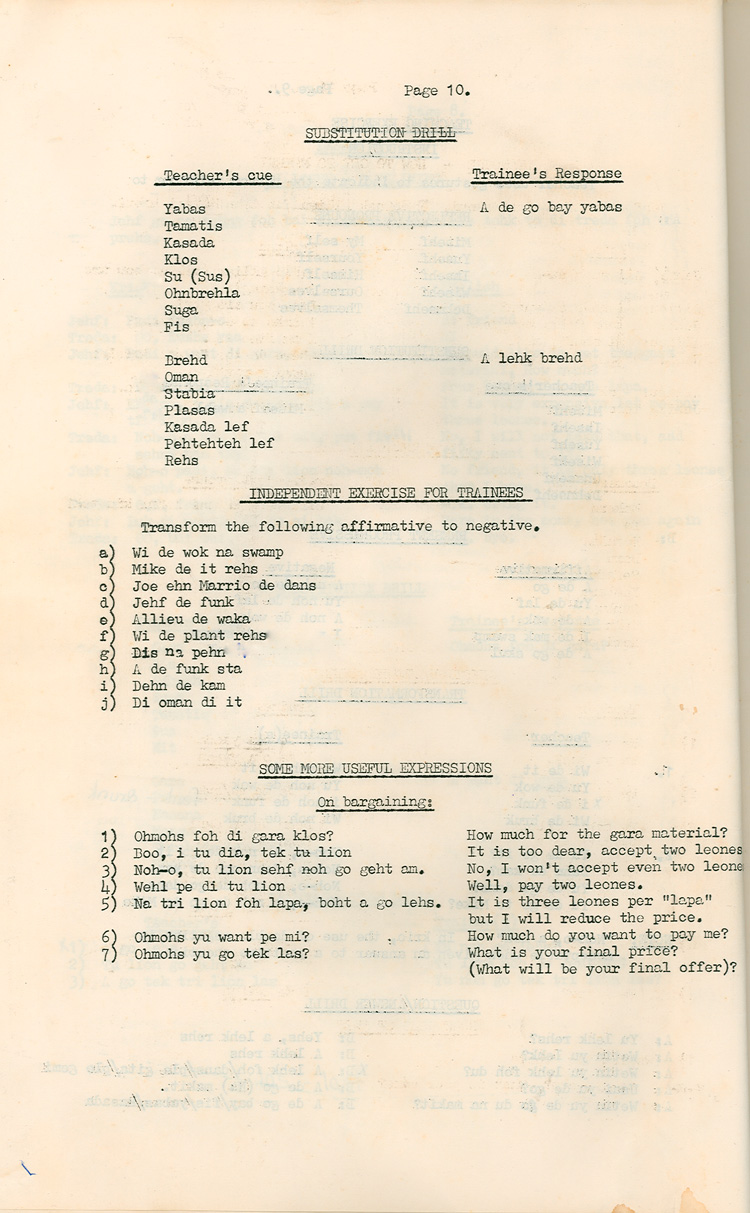 Page 10.
SUBSTITUTION DRILL
Teacher's cue Trainee's Response
Yabas A de go bay yabas
Tamatis
Kasada
Klos
Su (Sus)
Ohnbrehla
Suga
Fis
Brehd A lehk brehd
Oman
Stabia
Plasas
Kasada lef
Pehtehteh lef
Rehs
INDEPENDENT EXERCISE FOR TRAINEES
Transform the following affirmative to negative.
a) Wi de wok na swamp
b) Mike de it rehs
c) Joe ehn Marrio de dans
d) Jehf de funk
e) Allieu de waka
f) Wi de plant rehs
g) Dis na pehn
h) A de funk sta
i) Dehn de kam
j) Di oman di it
SOME MORE USEFUL EXPRESSIONS
On bargaining:
1) Ohmohs foh di gara klos? How much for the gara material?
2) Boo, i tu dia, tek tu lion It is too dear, accept two leones
3) Noh-o, tu lion sehf noh go geht am. No, I won't accept even two leone
4) Wehl pe di tu lion Well, pay two leones.
5) Na tri lion foh lapa, boht a go lehs. It is three leones per "lapa"
but I will reduce the price.
6) Ohmohs yu want pe mi? How much do you want to pay me?
7) Ohmohs yu go tek las? What is your final price?
(What will be your final offer)?